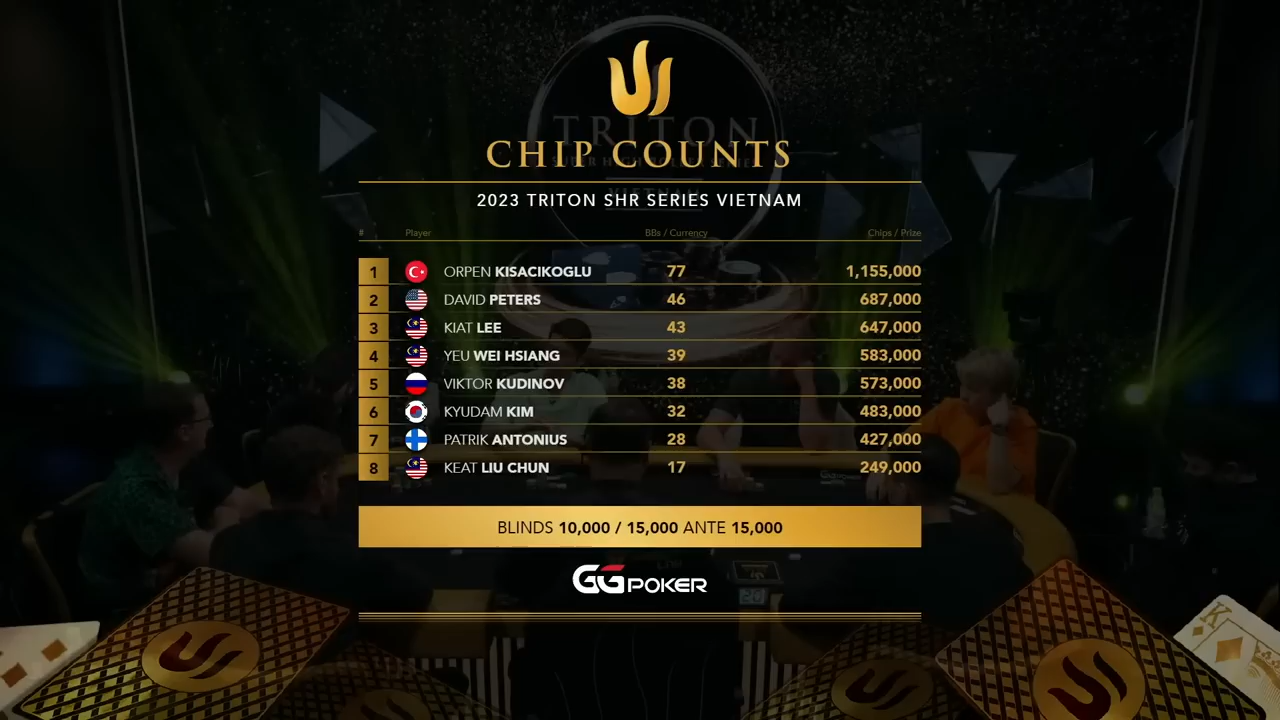 TRITON
CHIP COUNTS
2023 TRITON SHR SERIES VIETNAM
# Player BBs / Currency Chips / Prize
1 ORPEN KISACIKOGLU 77 1,155,000
2 DAVID PETERS 46 687,000
3 KIAT LEE 43 647,000
4 YEU WEI HSIANG 39 583,000
5 VIKTOR KUDINOV 38 573,000
6 KYUDAM KIM 32 483,000
7 PATRIK ANTONIUS 28 427,000
8 KEAT LIU CHUN 17 249,000
BLINDS 10,000 / 15,000 ANTE 15,000
GGPOKER
K